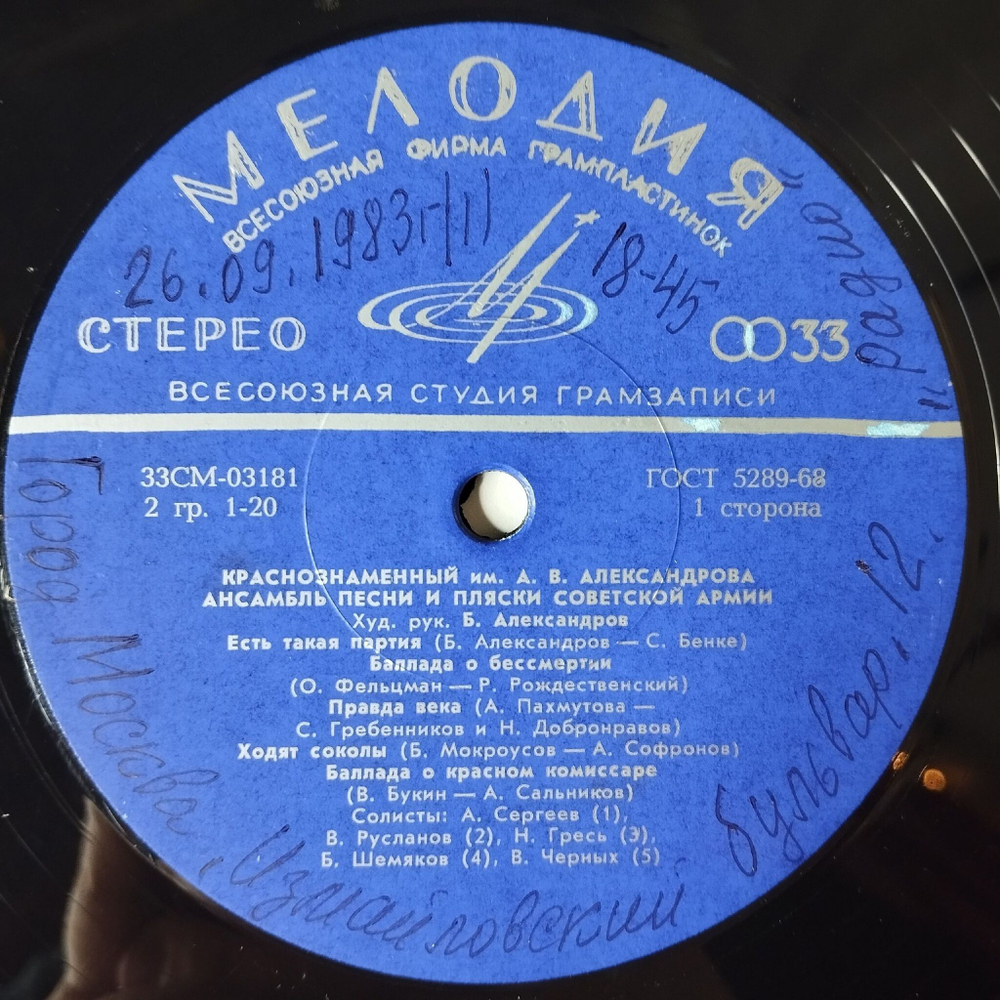 МЕЛОДИЯ
ВСЕСОЮЗНАЯ ФИРМА ГРАМПЛАСТИНОК
26.09.1983г/11
18-45
"радио"
СТЕРЕО
33
ВСЕСОЮЗНАЯ СТУДИЯ ГРАМЗАПИСИ
33СМ-03181
ГОСТ 5289-68
2 гр. 1-20
1 сторона
КРАСНОЗНАМЕННЫЙ им. А. В. АЛЕКСАНДРОВА
АНСАМБЛЬ ПЕСНИ И ПЛЯСКИ СОВЕТСКОЙ АРМИИ
Худ. рук. Б. Александров
Есть такая партия (Б. Александров — С. Бенке)
Баллада о бессмертии
(О. Фельцман — Р. Рождественский)
Правда века (А. Пахмутова —
С. Гребенников и Н. Добронравов)
Ходят соколы (Б. Мокроусов — А. Софронов)
Баллада о красном комиссаре
(В. Букин — А. Сальников)
Солисты: А. Сергеев (1),
В. Русланов (2), Н. Гресь (3),
Б. Шемяков (4), В. Черных (5)
Город Москва, Измайловский бульвар, 12.